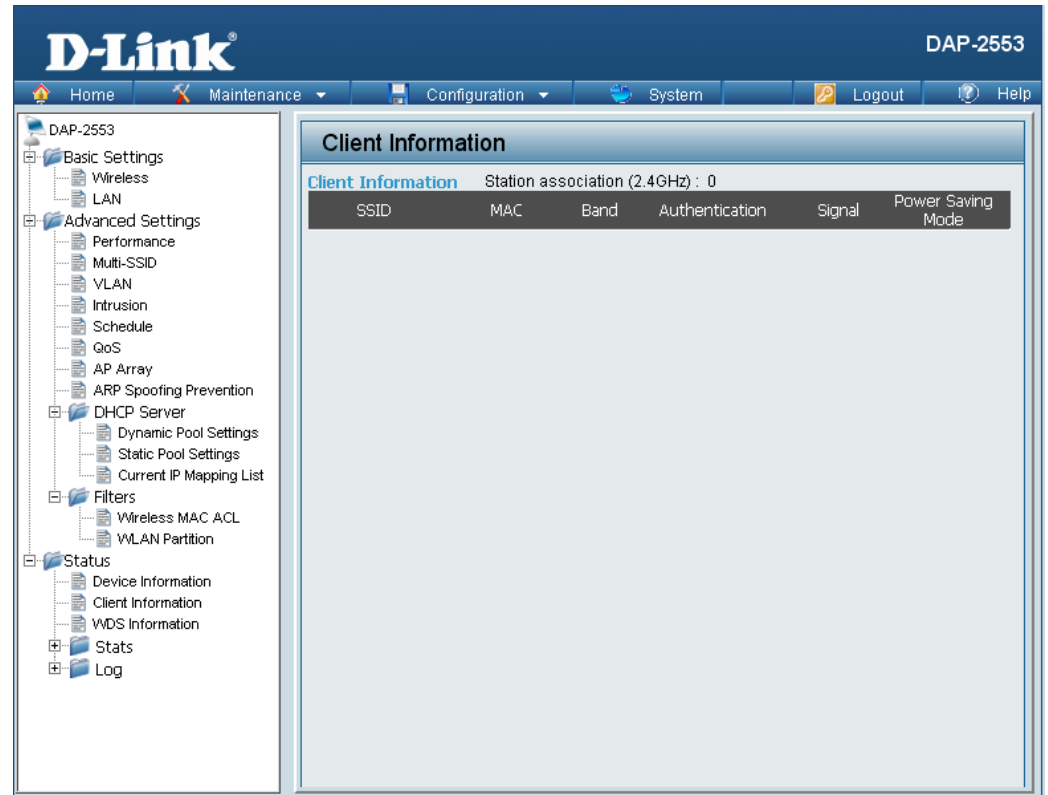 D-Link®
DAP-2553
Home Maintenance Configuration System Logout Help
DAP-2553
Basic Settings
Wireless
LAN
Advanced Settings
Performance
Multi-SSID
VLAN
Intrusion
Schedule
QoS
AP Array
ARP Spoofing Prevention
DHCP Server
Dynamic Pool Settings
Static Pool Settings
Current IP Mapping List
Filters
Wireless MAC ACL
WLAN Partition
Status
Device Information
Client Information
WDS Information
Stats
Log
Client Information
Client Information Station association (2.4GHz) : 0
SSID MAC Band Authentication Signal Power Saving Mode